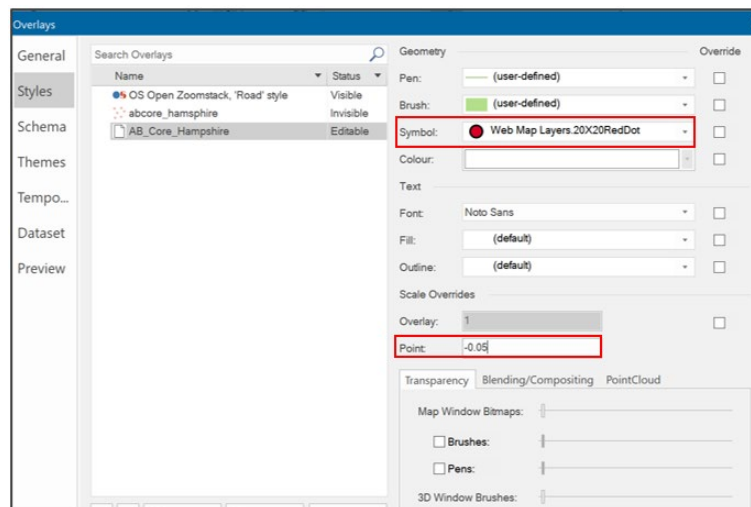 Overlays
General
Styles
Schema
Themes
Tempo...
Dataset
Preview
Search Overlays
Name Status
OS Open Zoomstack, 'Road' style Visible
abcore_hamsphire Invisible
AB_Core_Hampshire Editable
Geometry Override
Pen: (user-defined)
Brush: (user-defined)
Symbol: Web Map Layers.20X20RedDot
Colour:
Text
Font: Noto Sans
Fill: (default)
Outline: (default)
Scale Overrides
Overlay: 1
Point: -0.05
Transparency Blending/Compositing PointCloud
Map Window Bitmaps:
Brushes:
Pens:
3D Window Brushes: